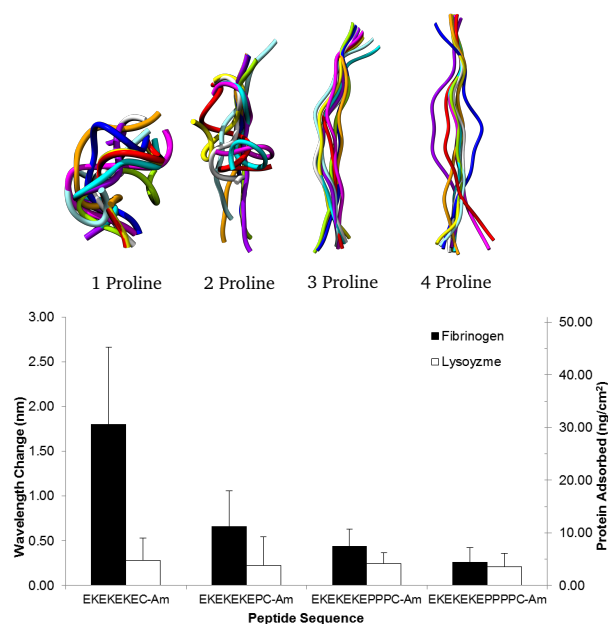 1 Proline 2 Proline 3 Proline 4 Proline
3.00
2.50
2.00
1.50
1.00
0.50
0.00
Wavelength Change (nm)
Fibrinogen
Lysoyzme
50.00
40.00
30.00
20.00
10.00
0.00
Protein Adsorbed (ng/cm²)
EKEKEKEC-Am EKEKEKEPC-Am EKEKEKEPPPC-Am EKEKEKEPPPPC-Am
Peptide Sequence